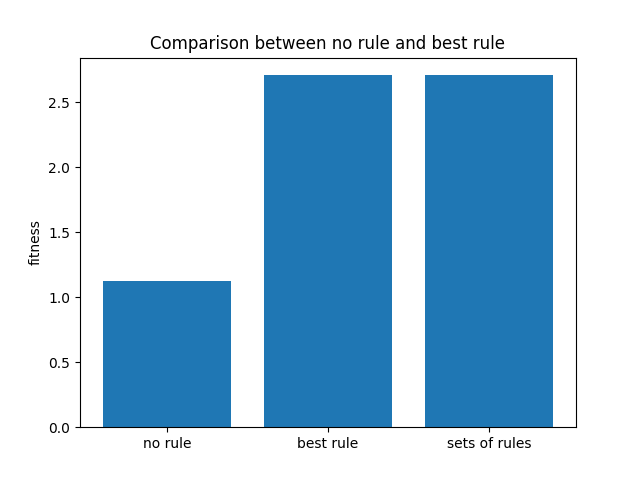 Comparison between no rule and best rule
2.5
2.0
1.5
1.0
0.5
0.0
fitness
no rule
best rule
sets of rules